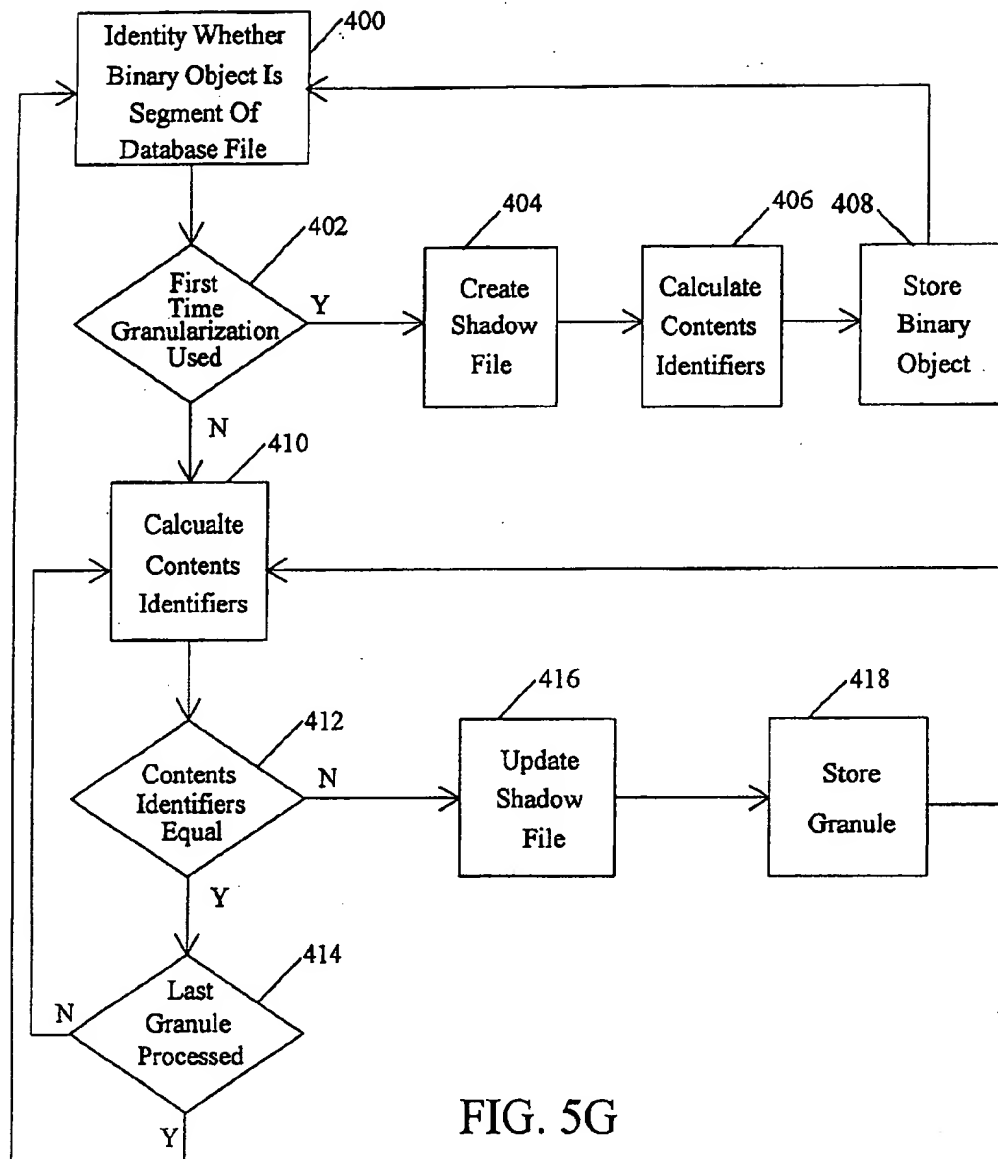 400
Identity Whether
Binary Object Is
Segment Of
Database File
402
First
Time
Granularization
Used
Y
N
404
Create
Shadow
File
406
Calculate
Contents
Identifiers
408
Store
Binary
Object
410
Calcualte
Contents
Identifiers
412
Contents
Identifiers
Equal
N
Y
416
Update
Shadow
File
418
Store
Granule
414
Last
Granule
Processed
N
Y
FIG. 5G